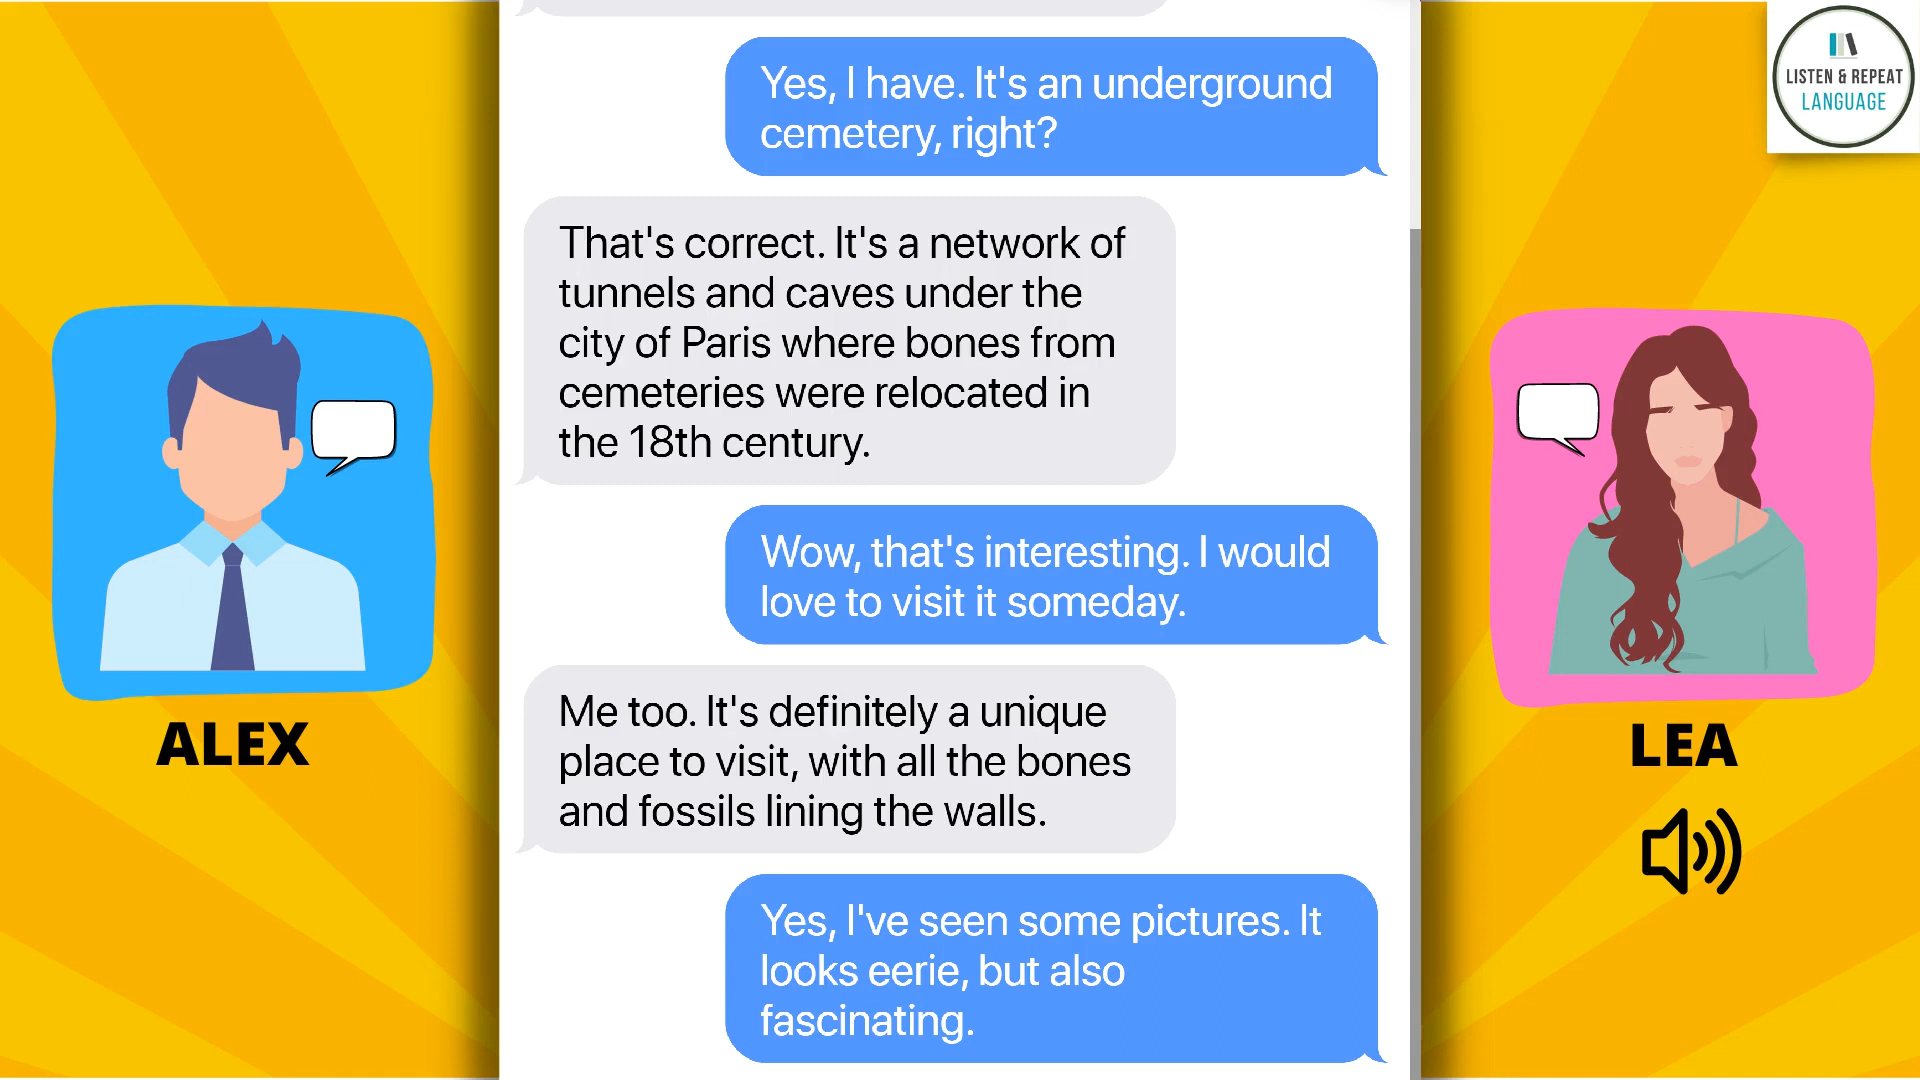 Yes, I have. It's an underground
cemetery, right?
That's correct. It's a network of
tunnels and caves under the
city of Paris where bones from
cemeteries were relocated in
the 18th century.
Wow, that's interesting. I would
love to visit it someday.
Me too. It's definitely a unique
place to visit, with all the bones
and fossils lining the walls.
Yes, I've seen some pictures. It
looks eerie, but also
fascinating.
ALEX
LEA
LISTEN & REPEAT
LANGUAGE